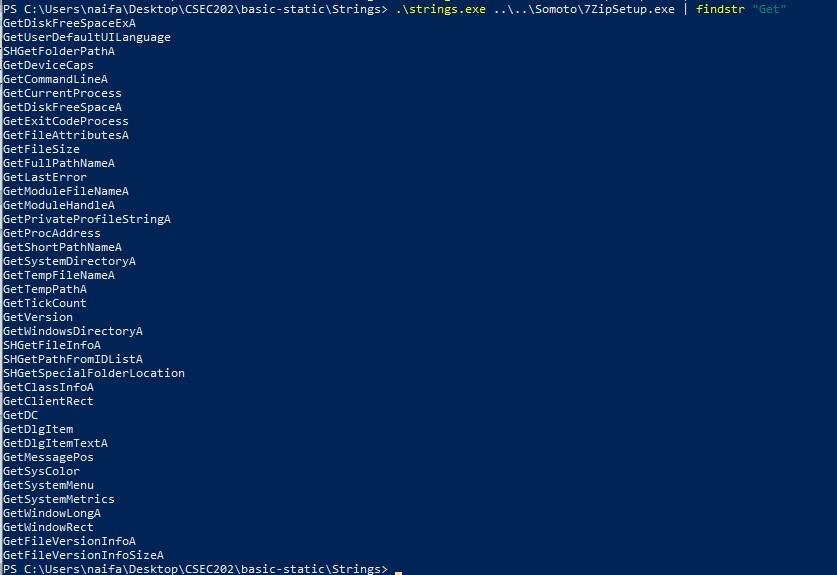 PS C:\Users\naifa\Desktop\CSEC202\basic-static\Strings> .\strings.exe ..\..\Somoto\7ZipSetup.exe | findstr "Get"
GetDiskFreeSpaceExA
GetUserDefaultUILanguage
SHGetFolderPathA
GetDeviceCaps
GetCommandLineA
GetCurrentProcess
GetDiskFreeSpaceA
GetExitCodeProcess
GetFileAttributesA
GetFileSize
GetFullPathNameA
GetLastError
GetModuleFileNameA
GetModuleHandleA
GetPrivateProfileStringA
GetProcAddress
GetShortPathNameA
GetSystemDirectoryA
GetTempFileNameA
GetTempPathA
GetTickCount
GetVersion
GetWindowsDirectoryA
SHGetFileInfoA
SHGetPathFromIDListA
SHGetSpecialFolderLocation
GetClassInfoA
GetClientRect
GetDC
GetDlgItem
GetDlgItemTextA
GetMessagePos
GetSysColor
GetSystemMenu
GetSystemMetrics
GetWindowLongA
GetWindowRect
GetFileVersionInfoA
GetFileVersionInfoSizeA
PS C:\Users\naifa\Desktop\CSEC202\basic-static\Strings>